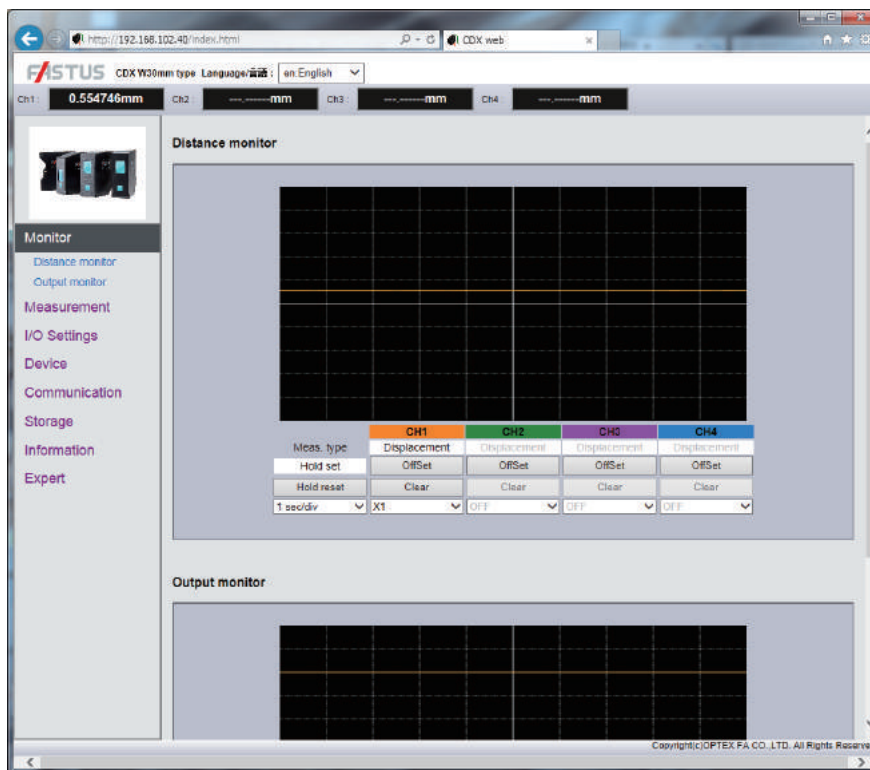 http://192.168.102.40/index.html
CDX web
FASTUS CDX W30mm type Language/言語 : en:English
Ch1: 0.554746mm Ch2: ---.------mm Ch3: ---.------mm Ch4 ---.------mm
Distance monitor
Monitor
Distance monitor
Output monitor
Measurement
I/O Settings
Device
Communication
Storage
Information
Expert
CH1 CH2 CH3 CH4
Meas. type Displacement Displacement Displacement Displacement
Hold set OffSet OffSet OffSet OffSet
Hold reset Clear Clear Clear Clear
1 sec/div X1 OFF OFF OFF
Output monitor
Copyright(c)OPTEX FA CO.,LTD. All Rights Reserve